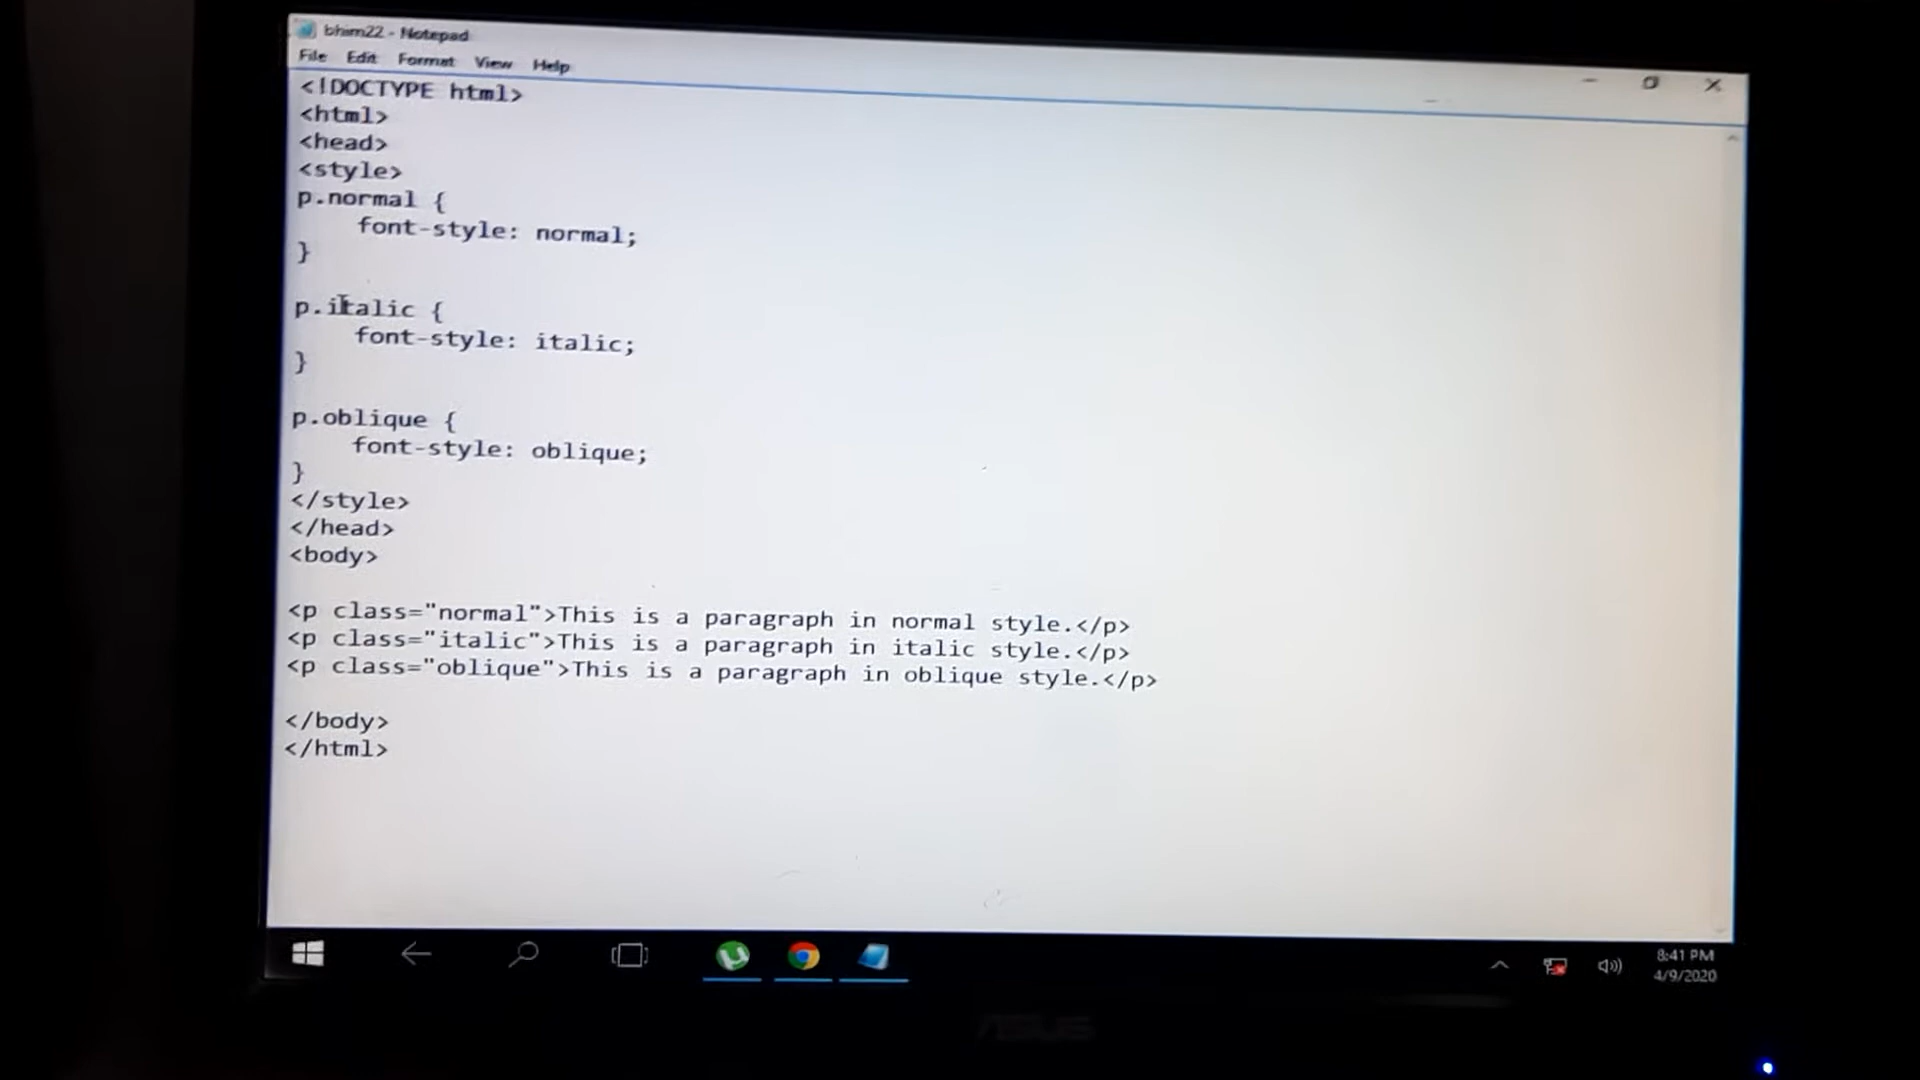 bhim22 - Notepad
File Edit Format View Help
<!DOCTYPE html>
<html>
<head>
<style>
p.normal {
    font-style: normal;
}

p.italic {
    font-style: italic;
}

p.oblique {
    font-style: oblique;
}
</style>
</head>
<body>

<p class="normal">This is a paragraph in normal style.</p>
<p class="italic">This is a paragraph in italic style.</p>
<p class="oblique">This is a paragraph in oblique style.</p>

</body>
</html>
8:41 PM
4/9/2020
ASUS